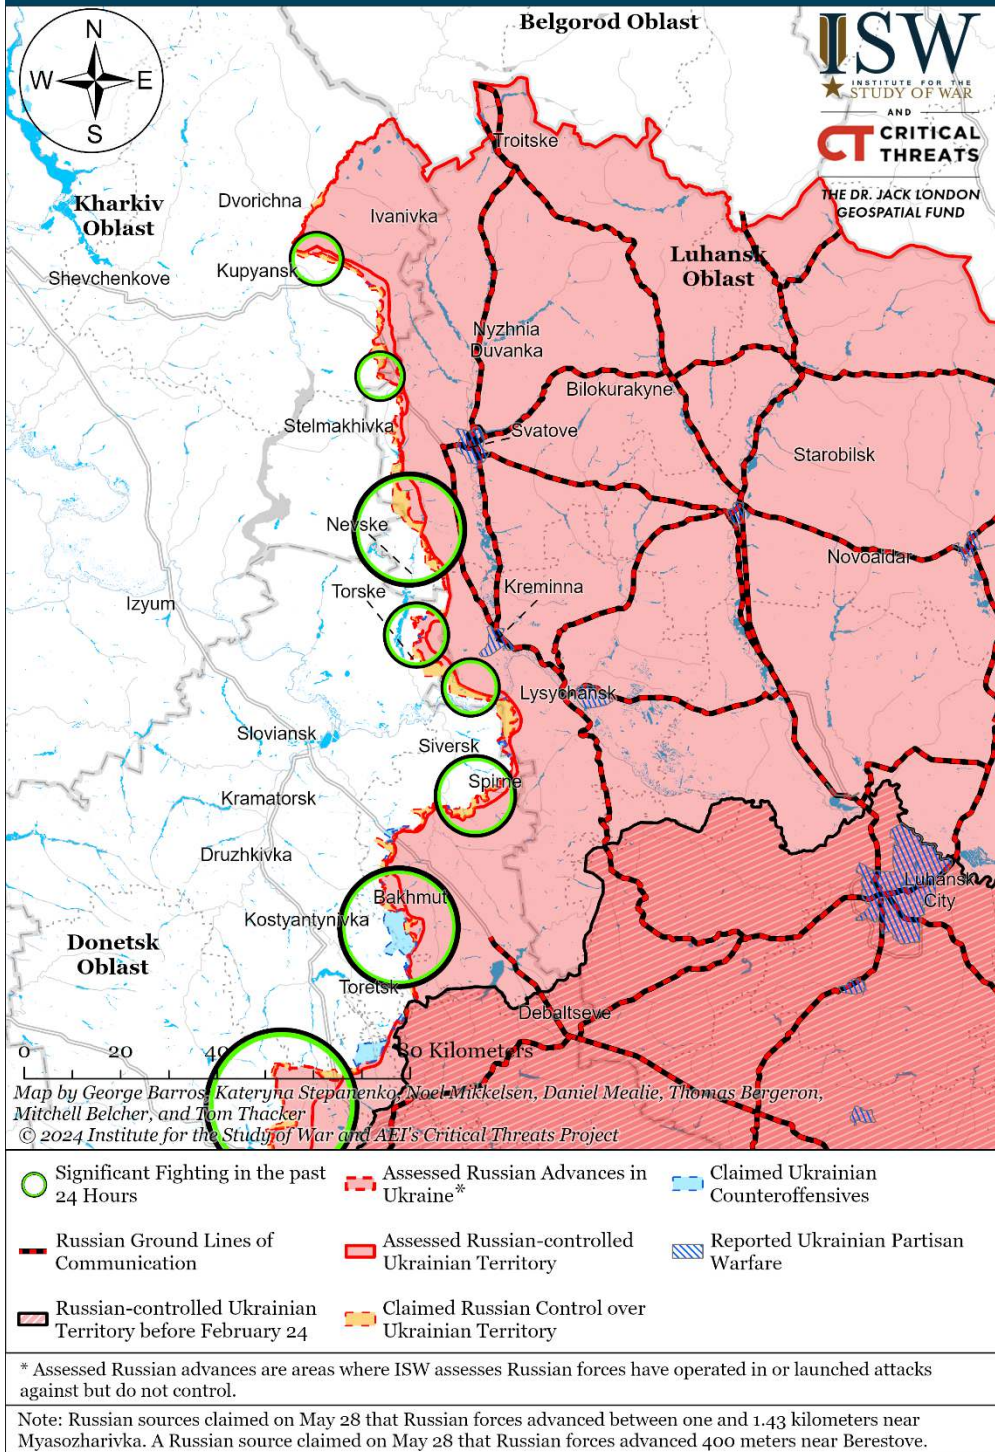 Belgorod Oblast
N
W
E
S
ISW
INSTITUTE FOR THE
STUDY OF WAR
AND
CT CRITICAL
THREATS
THE DR. JACK LONDON
GEOSPATIAL FUND
Troitske
Dvorichna
Kharkiv
Oblast
Ivanivka
Luhansk
Oblast
Kupyansk
Shevchenkove
Nyzhnia
Duvanka
Bilokurakyne
Stelmakhivka
Svatove
Starobilsk
Nevske
Novoaidar
Torske
Kreminna
Izyum
Lysychansk
Sloviansk
Siversk
Spirne
Kramatorsk
Druzhkivka
Luhansk
City
Bakhmut
Kostyantynivka
Donetsk
Oblast
Toretsk
Debaltseve
0 20 40 80 Kilometers
Map by George Barros, Kateryna Stepanenko, Noel Mikkelsen, Daniel Mealie, Thomas Bergeron,
Mitchell Belcher, and Tom Thacker
© 2024 Institute for the Study of War and AEI's Critical Threats Project
Significant Fighting in the past
24 Hours
Assessed Russian Advances in
Ukraine*
Claimed Ukrainian
Counteroffensives
Russian Ground Lines of
Communication
Assessed Russian-controlled
Ukrainian Territory
Reported Ukrainian Partisan
Warfare
Russian-controlled Ukrainian
Territory before February 24
Claimed Russian Control over
Ukrainian Territory
* Assessed Russian advances are areas where ISW assesses Russian forces have operated in or launched attacks
against but do not control.
Note: Russian sources claimed on May 28 that Russian forces advanced between one and 1.43 kilometers near
Myasozharivka. A Russian source claimed on May 28 that Russian forces advanced 400 meters near Berestove.